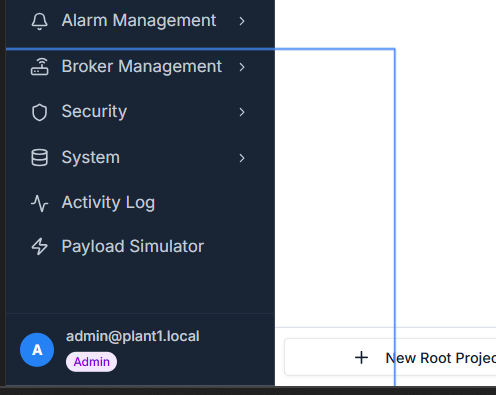 Alarm Management
Broker Management
Security
System
Activity Log
Payload Simulator
A
admin@plant1.local
Admin
New Root Projec